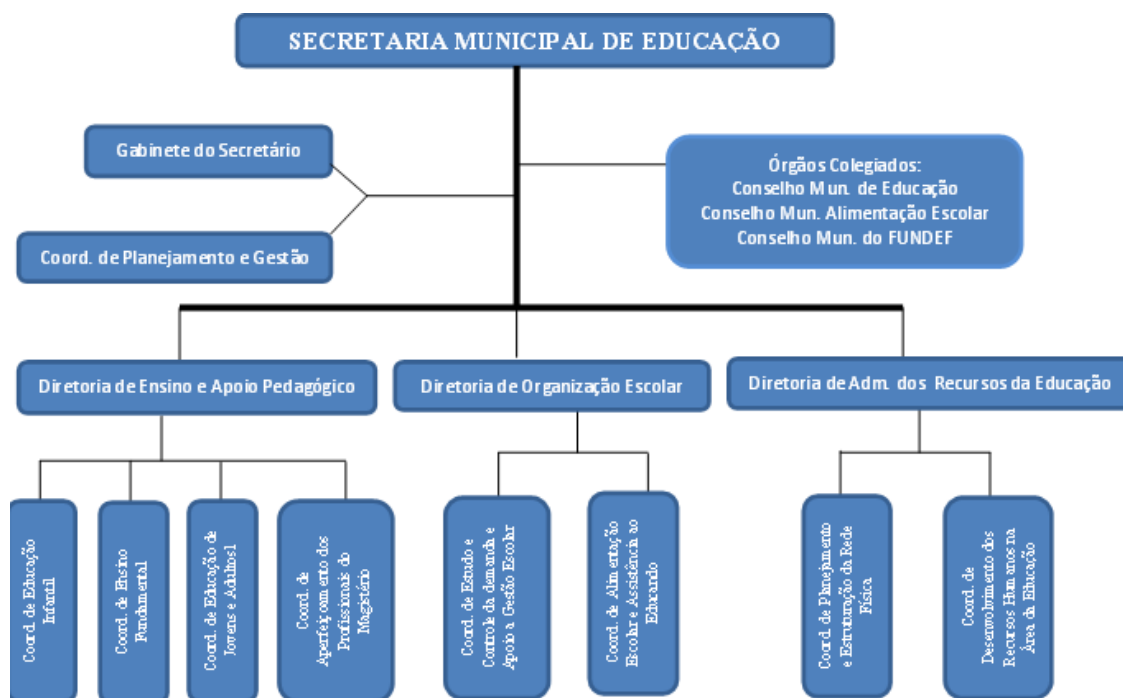 SECRETARIA MUNICIPAL DE EDUCAÇÃO
Gabinete do Secretário
Órgãos Colegiados:
Conselho Mun. de Educação
Conselho Mun. Alimentação Escolar
Conselho Mun. do FUNDEF
Coord. de Planejamento e Gestão
Diretoria de Ensino e Apoio Pedagógico
Diretoria de Organização Escolar
Diretoria de Adm. dos Recursos da Educação
Coord. de Educação
Infantil
Coord. de Ensino
Fundamental
Coord. de Educação de
Jovens e Adultos1
Coord. de
Aperfeiçoamento dos
Profissionais do
Magistério
Coord. de Estudo e
Controle da demanda e
Apoio a Gestão Escolar
Coord. de Alimentação
Escolar e Assistência ao
Educando
Coord. de Planejamento
e Estruturação da Rede
Física
Coord. de
Desenvolvimento dos
Recursos Humanos na
Área da Educação